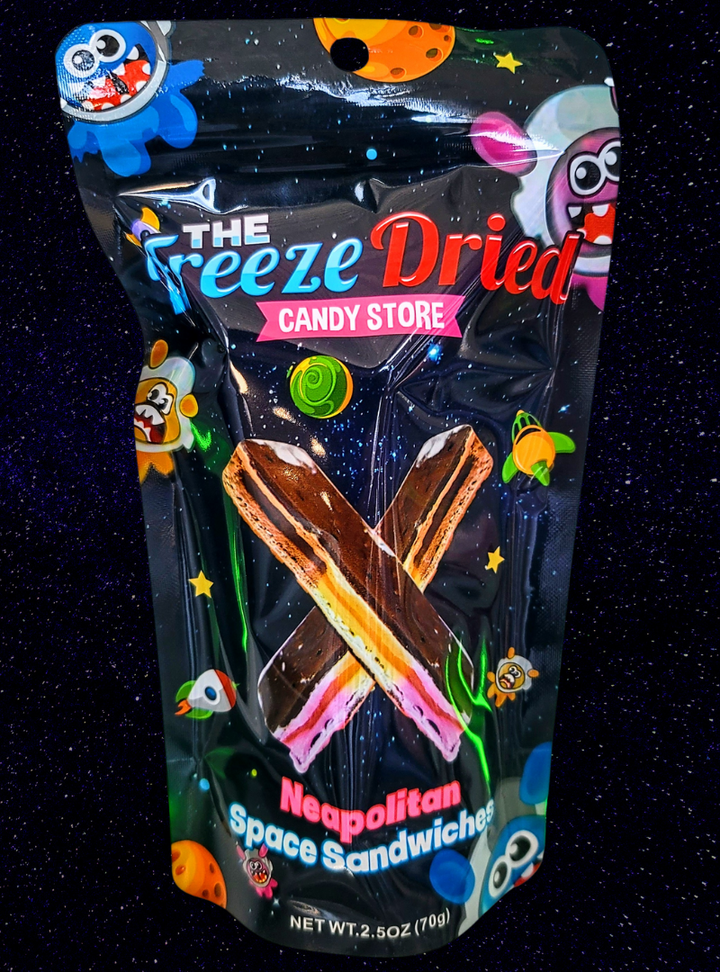 THE
Freeze Dried
CANDY STORE
Neapolitan
Space Sandwiches
NET WT.2.5OZ (70g)